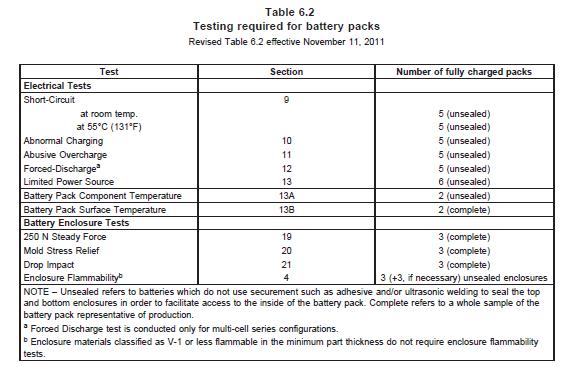 Table 6.2
Testing required for battery packs
Revised Table 6.2 effective November 11, 2011
Test Section Number of fully charged packs
Electrical Tests
Short-Circuit 9
at room temp. 5 (unsealed)
at 55°C (131°F) 5 (unsealed)
Abnormal Charging 10 5 (unsealed)
Abusive Overcharge 11 5 (unsealed)
Forced-Dischargeᵃ 12 5 (unsealed)
Limited Power Source 13 6 (unsealed)
Battery Pack Component Temperature 13A 2 (unsealed)
Battery Pack Surface Temperature 13B 2 (complete)
Battery Enclosure Tests
250 N Steady Force 19 3 (complete)
Mold Stress Relief 20 3 (complete)
Drop Impact 21 3 (complete)
Enclosure Flammabilityᵇ 4 3 (+3, if necessary) unsealed enclosures
NOTE – Unsealed refers to batteries which do not use securement such as adhesive and/or ultrasonic welding to seal the top
and bottom enclosures in order to facilitate access to the inside of the battery pack. Complete refers to a whole sample of the
battery pack representative of production.
ᵃ Forced Discharge test is conducted only for multi-cell series configurations.
ᵇ Enclosure materials classified as V-1 or less flammable in the minimum part thickness do not require enclosure flammability
tests.